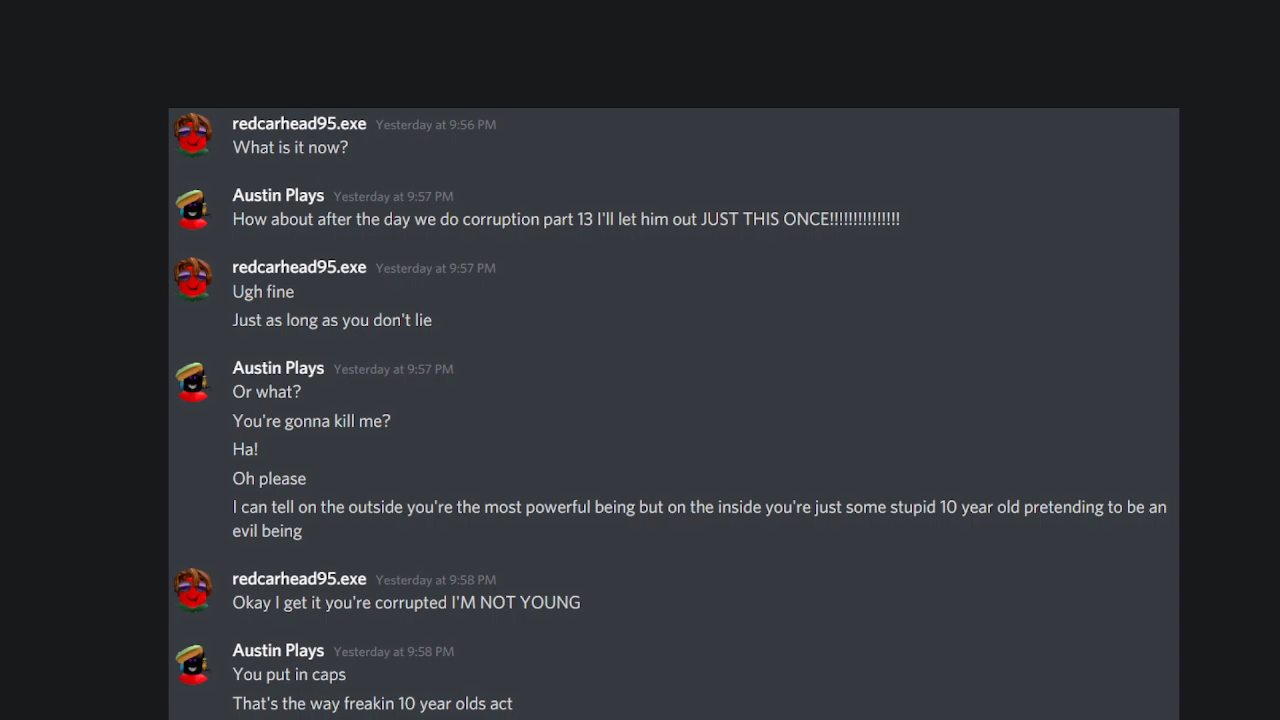 redcarhead95.exe Yesterday at 9:56 PM
What is it now?
Austin Plays Yesterday at 9:57 PM
How about after the day we do corruption part 13 I'll let him out JUST THIS ONCE!!!!!!!!!!!!!!!
redcarhead95.exe Yesterday at 9:57 PM
Ugh fine
Just as long as you don't lie
Austin Plays Yesterday at 9:57 PM
Or what?
You're gonna kill me?
Ha!
Oh please
I can tell on the outside you're the most powerful being but on the inside you're just some stupid 10 year old pretending to be an
evil being
redcarhead95.exe Yesterday at 9:58 PM
Okay I get it you're corrupted I'M NOT YOUNG
Austin Plays Yesterday at 9:58 PM
You put in caps
That's the way freakin 10 year olds act